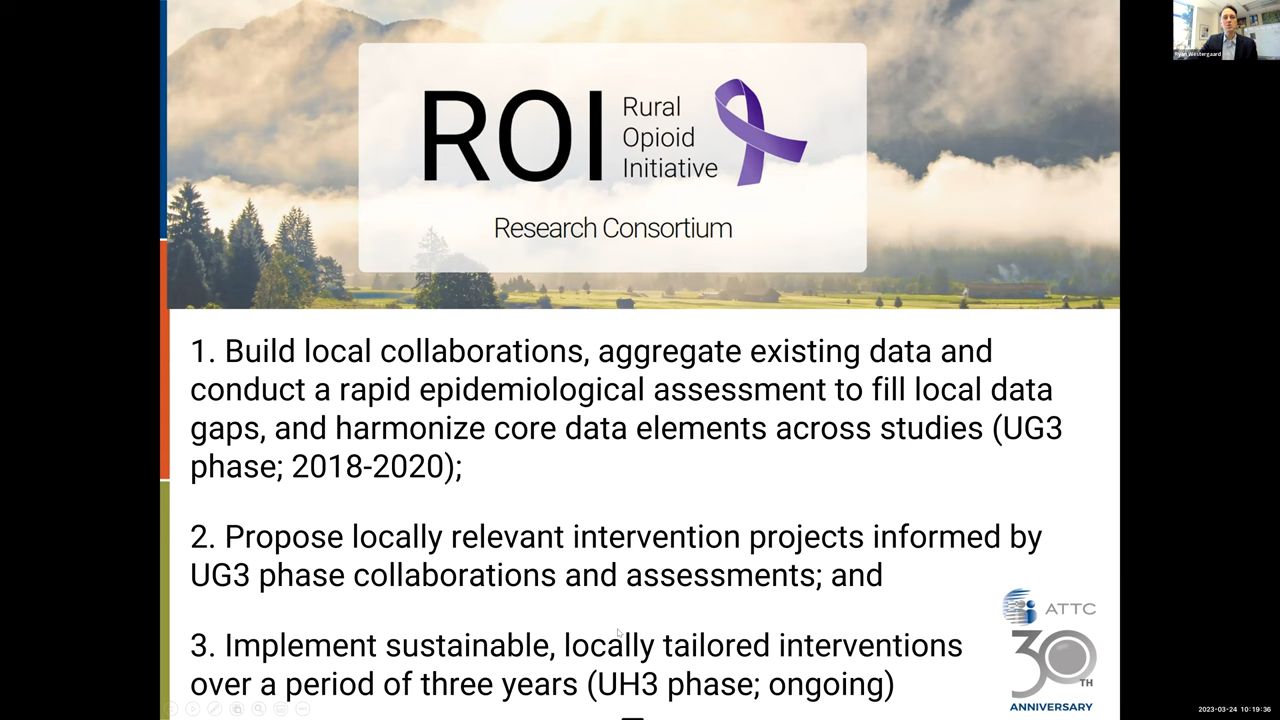 ROI
Rural
Opioid
Initiative
Research Consortium
Ryan Westergaard
1. Build local collaborations, aggregate existing data and
conduct a rapid epidemiological assessment to fill local data
gaps, and harmonize core data elements across studies (UG3
phase; 2018-2020);
2. Propose locally relevant intervention projects informed by
UG3 phase collaborations and assessments; and
3. Implement sustainable, locally tailored interventions
over a period of three years (UH3 phase; ongoing)
ATTC
30TH
ANNIVERSARY
2023-03-24 10:19:36